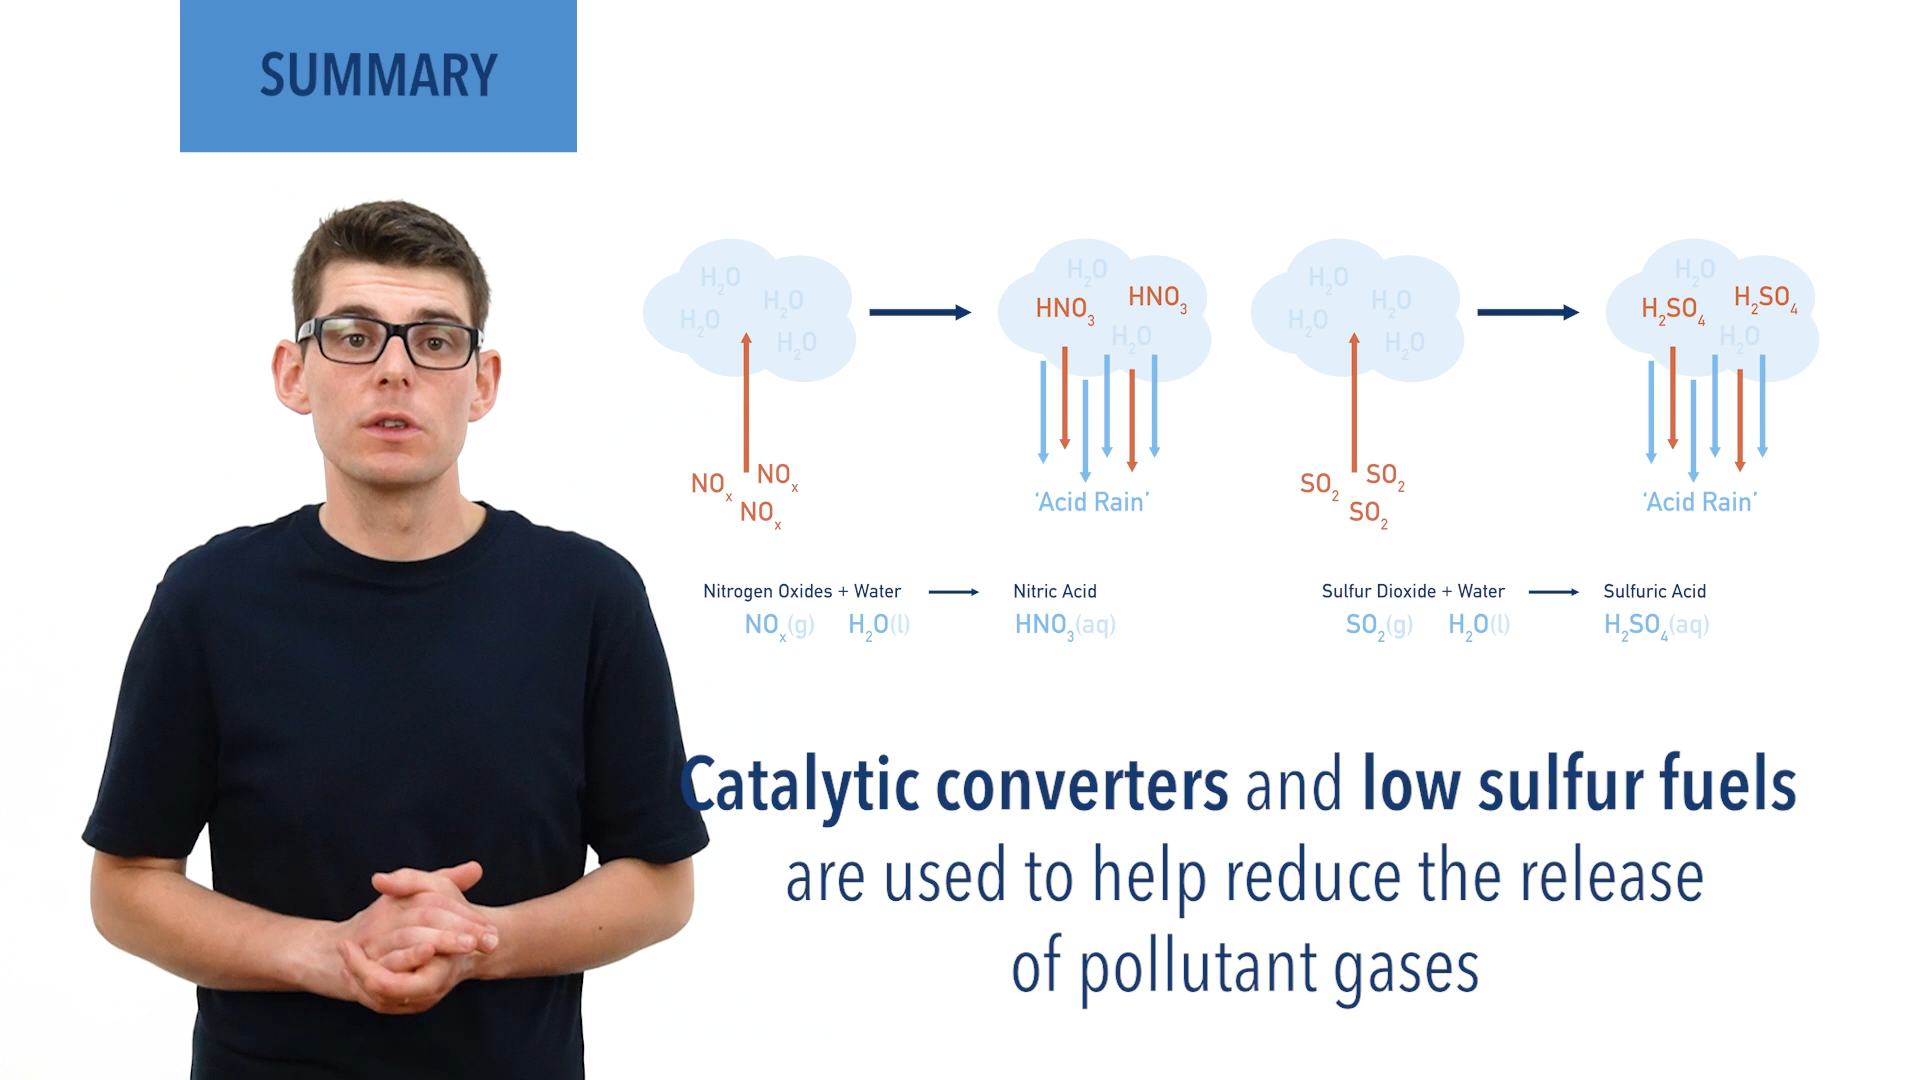 SUMMARY
H₂O
H₂O
H₂O
H₂O
NOₓ
NOₓ
NOₓ
H₂O
HNO₃
HNO₃
H₂O
'Acid Rain'
H₂O
H₂O
H₂O
H₂O
SO₂
SO₂
SO₂
H₂O
H₂SO₄
H₂SO₄
H₂O
'Acid Rain'
Nitrogen Oxides + Water → Nitric Acid
NOₓ(g) H₂O(l) HNO₃(aq)
Sulfur Dioxide + Water → Sulfuric Acid
SO₂(g) H₂O(l) H₂SO₄(aq)
Catalytic converters and low sulfur fuels
are used to help reduce the release
of pollutant gases